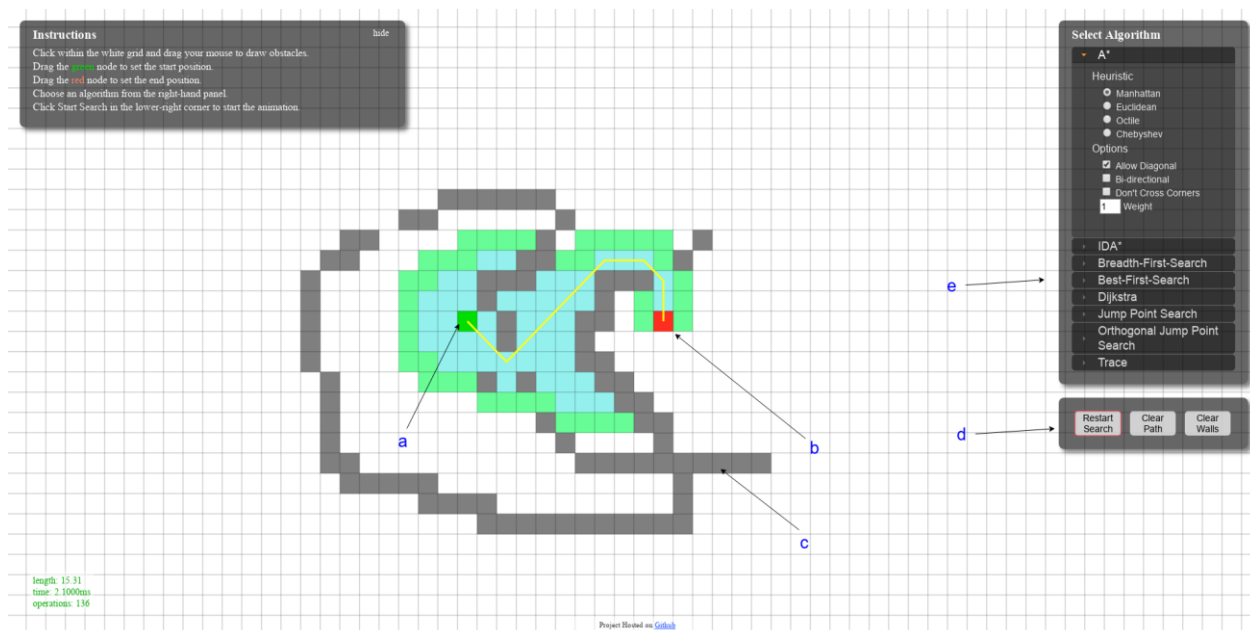 Instructions
hide
Click within the white grid and drag your mouse to draw obstacles.
Drag the green node to set the start position.
Drag the red node to set the end position.
Choose an algorithm from the right-hand panel.
Click Start Search in the lower-right corner to start the animation.
Select Algorithm
A*
Heuristic
Manhattan
Euclidean
Octile
Chebyshev
Options
Allow Diagonal
Bi-directional
Don't Cross Corners
1 Weight
IDA*
Breadth-First-Search
Best-First-Search
Dijkstra
Jump Point Search
Orthogonal Jump Point
Search
Trace
e
Restart
Search
Clear
Path
Clear
Walls
d
a
b
c
length: 15.31
time: 2.1000ms
operations: 136
Project Hosted on Github